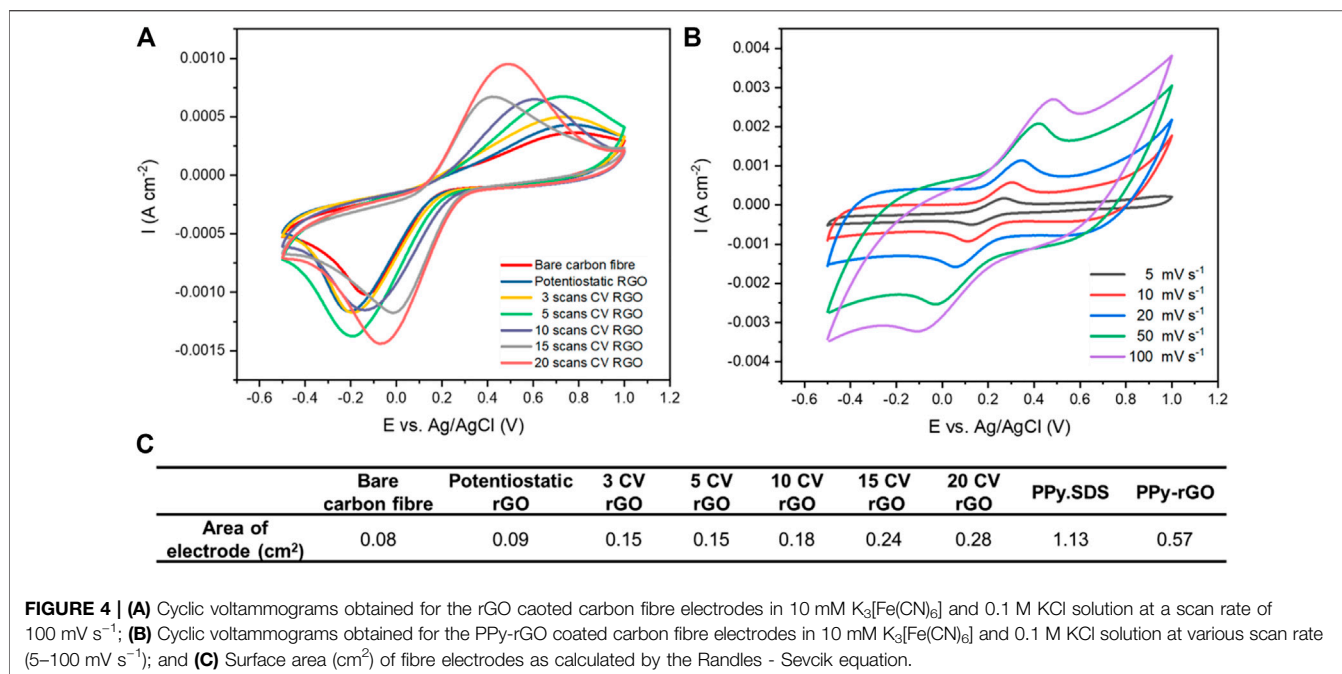 A
0.0010
0.0005
0.0000
-0.0005
-0.0010
-0.0015
I (A cm⁻²)
Bare carbon fibre
Potentiostatic RGO
3 scans CV RGO
5 scans CV RGO
10 scans CV RGO
15 scans CV RGO
20 scans CV RGO
-0.6 -0.4 -0.2 0.0 0.2 0.4 0.6 0.8 1.0 1.2
E vs. Ag/AgCl (V)
B
0.004
0.003
0.002
0.001
0.000
-0.001
-0.002
-0.003
-0.004
I (A cm⁻²)
5 mV s⁻¹
10 mV s⁻¹
20 mV s⁻¹
50 mV s⁻¹
100 mV s⁻¹
-0.6 -0.4 -0.2 0.0 0.2 0.4 0.6 0.8 1.0 1.2
E vs. Ag/AgCl (V)
C
Bare carbon fibre Potentiostatic rGO 3 CV rGO 5 CV rGO 10 CV rGO 15 CV rGO 20 CV rGO PPy.SDS PPy-rGO
Area of electrode (cm²) 0.08 0.09 0.15 0.15 0.18 0.24 0.28 1.13 0.57
FIGURE 4 | (A) Cyclic voltammograms obtained for the rGO caoted carbon fibre electrodes in 10 mM K₃[Fe(CN)₆] and 0.1 M KCl solution at a scan rate of
100 mV s⁻¹; (B) Cyclic voltammograms obtained for the PPy-rGO coated carbon fibre electrodes in 10 mM K₃[Fe(CN)₆] and 0.1 M KCl solution at various scan rate
(5–100 mV s⁻¹); and (C) Surface area (cm²) of fibre electrodes as calculated by the Randles - Sevcik equation.